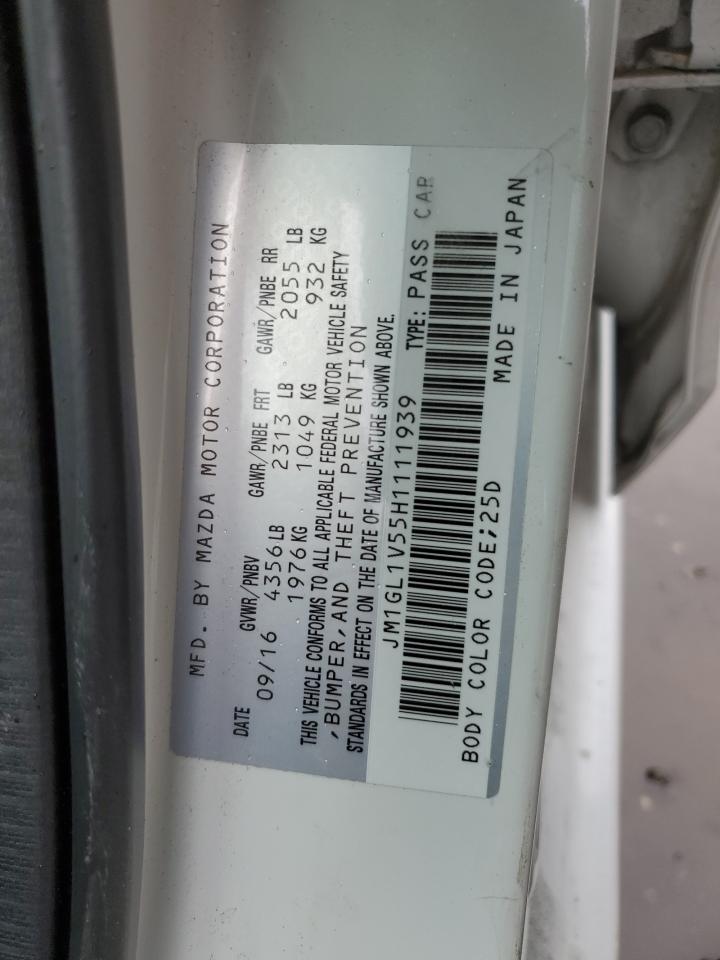 MFD. BY MAZDA MOTOR CORPORATION
DATE GVWR/PNBV GAWR/PNBE FRT GAWR/PNBE RR
09/16 4356LB 2313 LB 2055 LB
1976KG 1049 KG 932 KG
THIS VEHICLE CONFORMS TO ALL APPLICABLE FEDERAL MOTOR VEHICLE SAFETY
,BUMPER,AND THEFT PREVENTION
STANDARDS IN EFFECT ON THE DATE OF MANUFACTURE SHOWN ABOVE.
JM1GL1V55H1111939 TYPE: PASS CAR
BODY COLOR CODE;25D MADE IN JAPAN